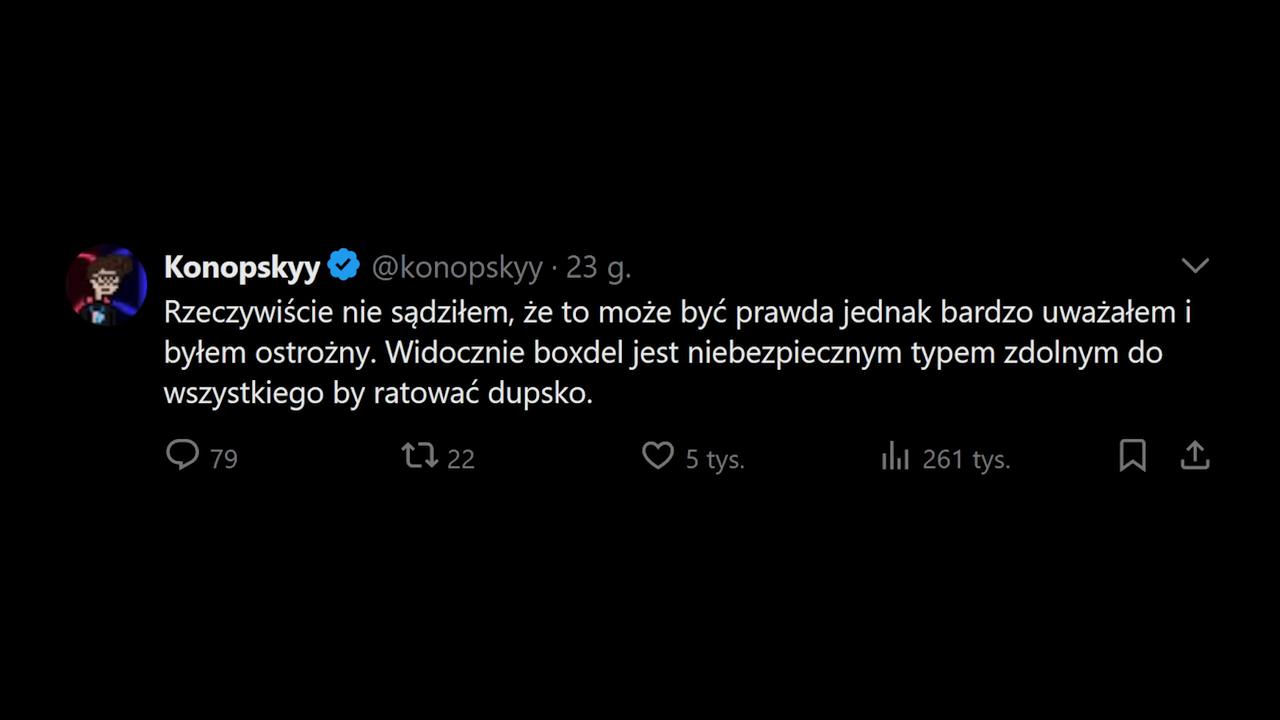 Konopskyy @konopskyy · 23 g.
Rzeczywiście nie sądziłem, że to może być prawda jednak bardzo uważałem i
byłem ostrożny. Widocznie boxdel jest niebezpiecznym typem zdolnym do
wszystkiego by ratować dupsko.
79 22 5 tys. 261 tys.